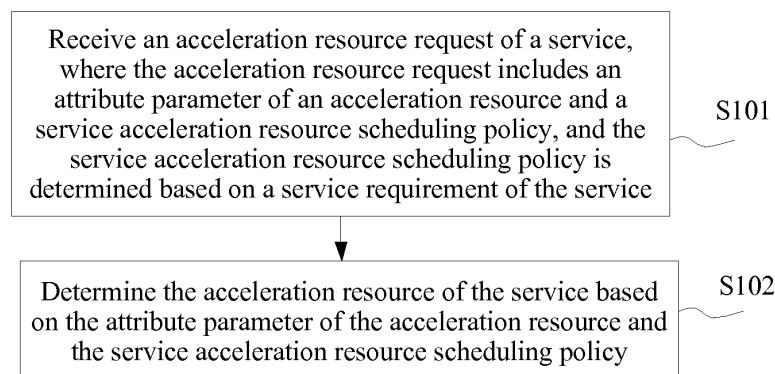 Receive an acceleration resource request of a service,
where the acceleration resource request includes an
attribute parameter of an acceleration resource and a
service acceleration resource scheduling policy, and the
service acceleration resource scheduling policy is
determined based on a service requirement of the service
S101
Determine the acceleration resource of the service based
on the attribute parameter of the acceleration resource and
the service acceleration resource scheduling policy
S102